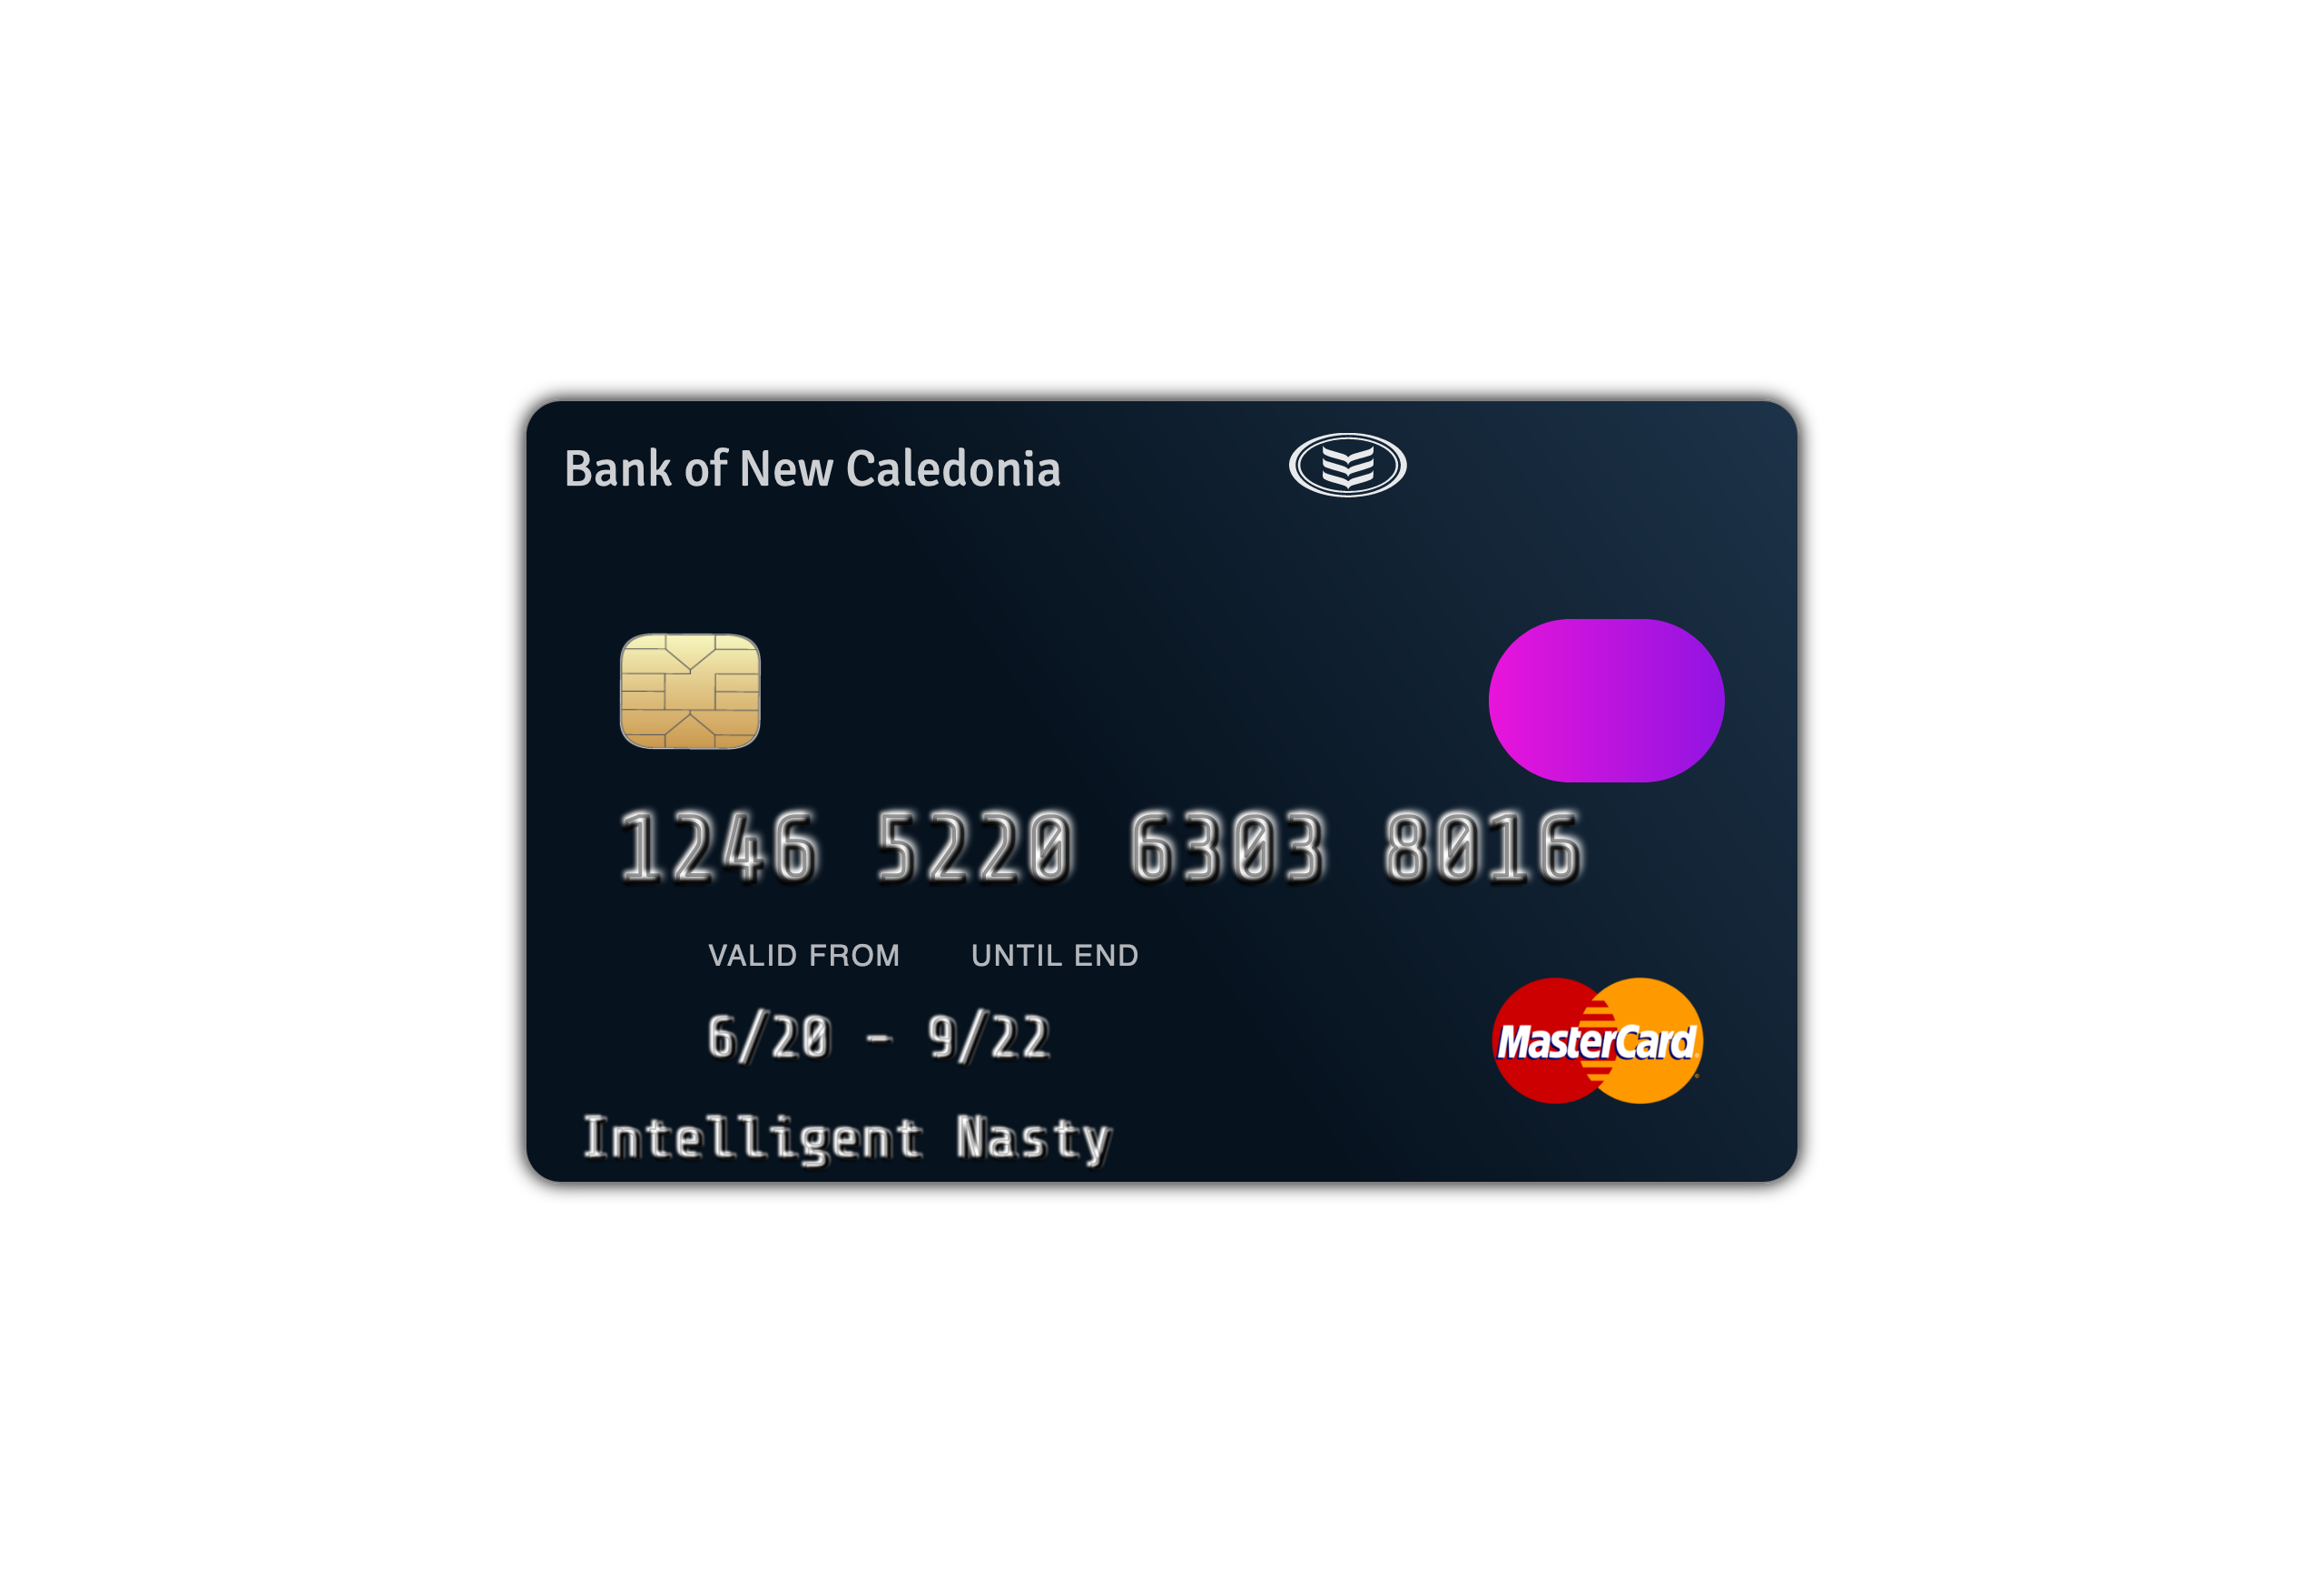 Bank of New Caledonia
1246 5220 6303 8016
VALID FROM UNTIL END
6/20 - 9/22
MasterCard
Intelligent Nasty